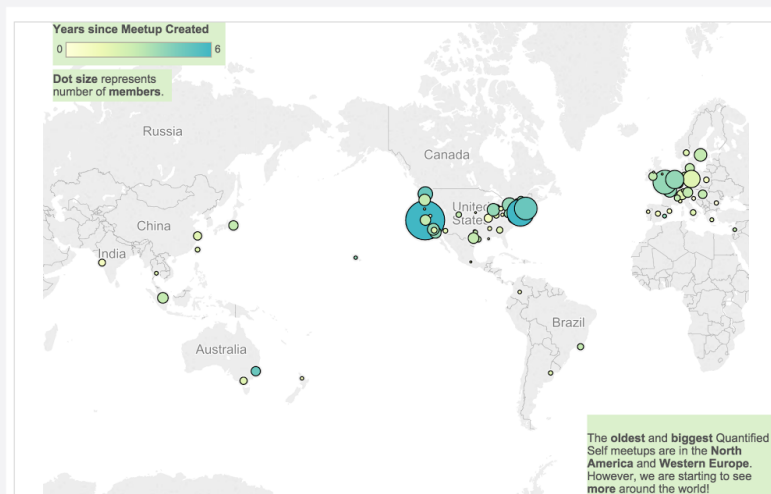 Years since Meetup Created
0 6
Dot size represents
number of members.
Russia
Canada
United
States
China
India
Brazil
Australia
The oldest and biggest Quantified
Self meetups are in the North
America and Western Europe.
However, we are starting to see
more around the world!